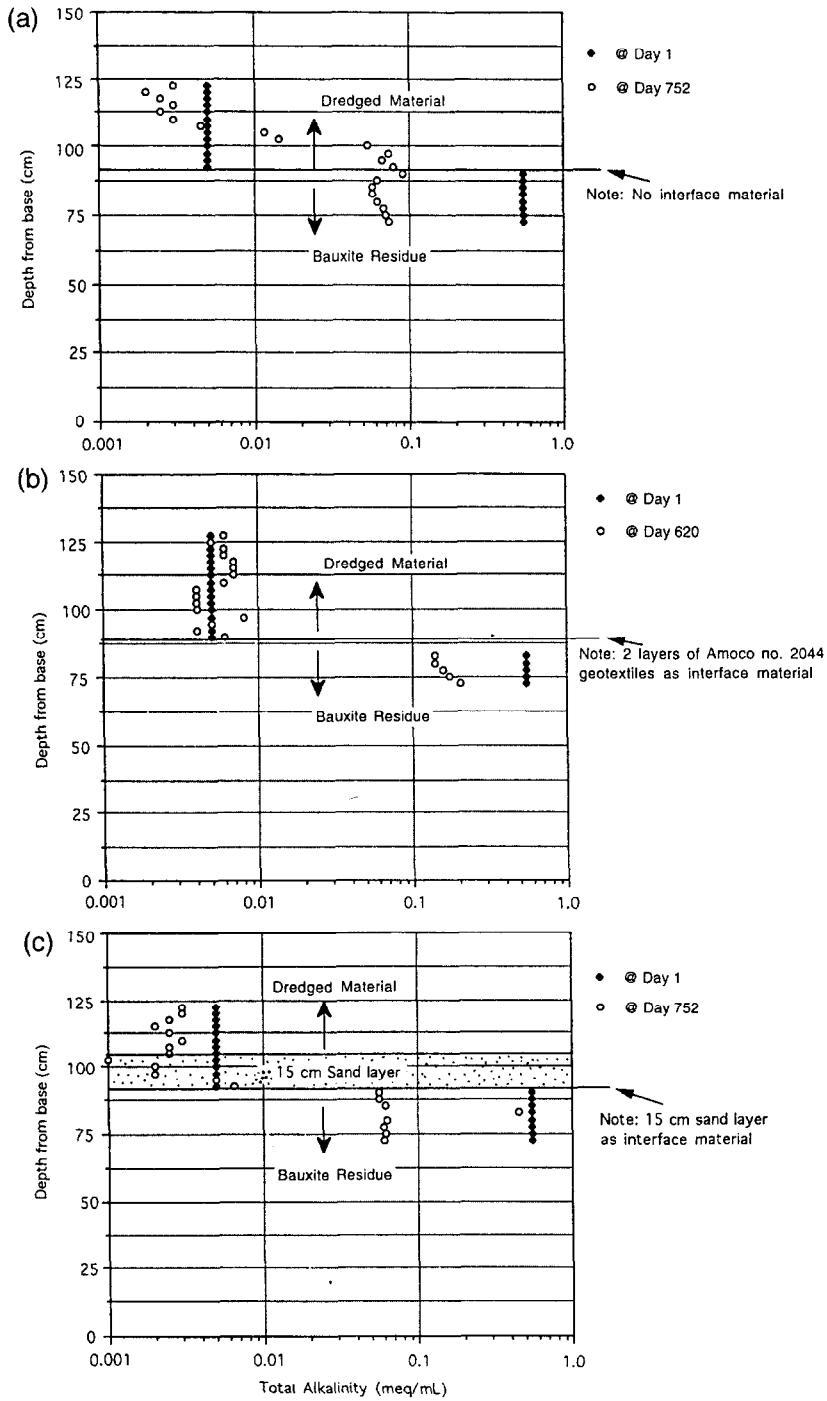 (a)
150
125
100
75
50
25
0
Depth from base (cm)
0.001
0.01
0.1
1.0
Dredged Material
Bauxite Residue
@ Day 1
@ Day 752
Note: No interface material
(b)
150
125
100
75
50
25
0
Depth from base (cm)
0.001
0.01
0.1
1.0
Dredged Material
Bauxite Residue
@ Day 1
@ Day 620
Note: 2 layers of Amoco no. 2044
geotextiles as interface material
(c)
150
125
100
75
50
25
0
Depth from base (cm)
0.001
0.01
0.1
1.0
Total Alkalinity (meq/mL)
Dredged Material
15 cm Sand layer
Bauxite Residue
@ Day 1
@ Day 752
Note: 15 cm sand layer
as interface material